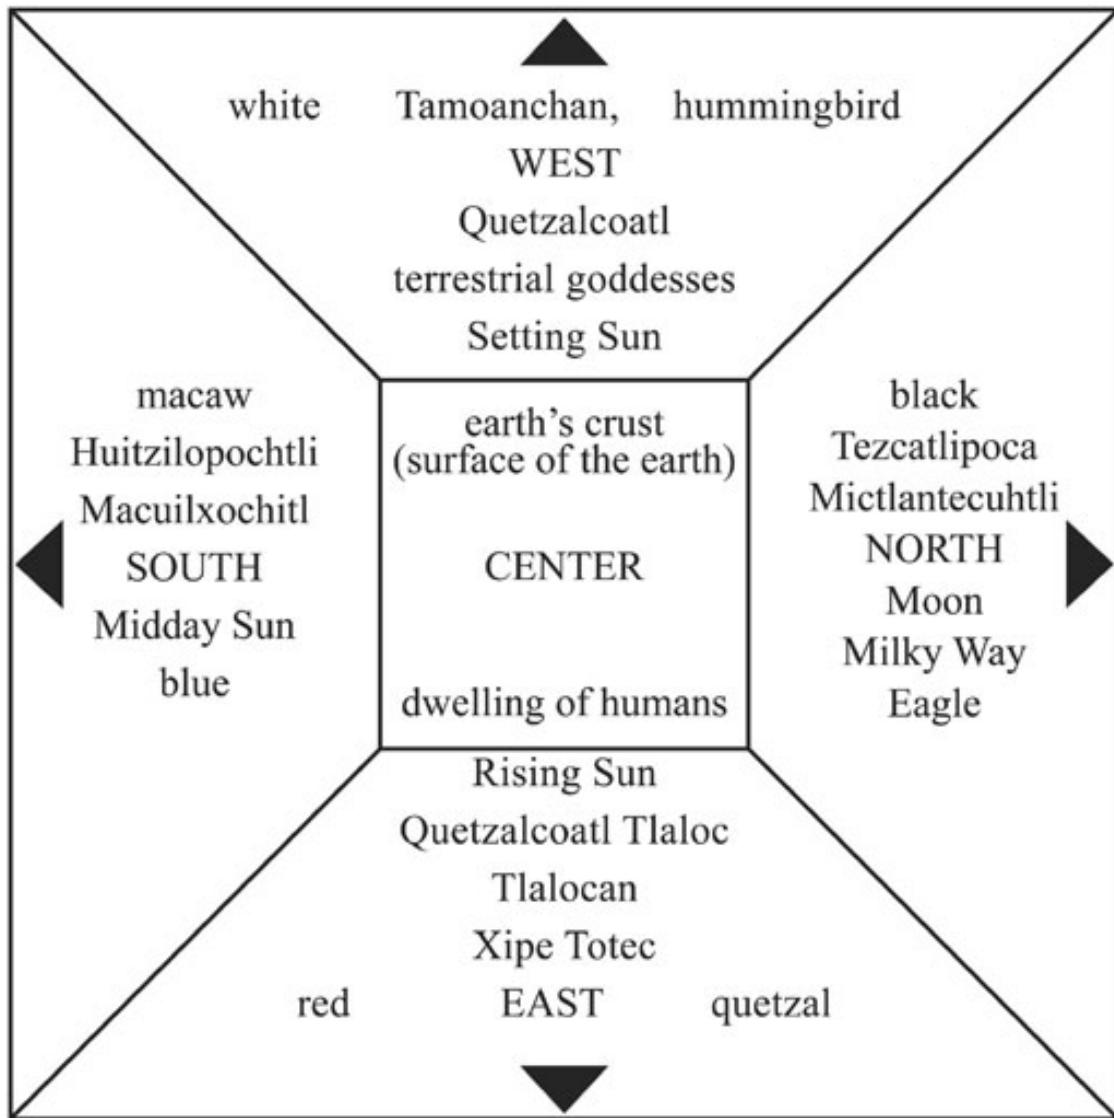 white Tamoanchan, hummingbird
WEST
Quetzalcoatl
terrestrial goddesses
Setting Sun
macaw
Huitzilopochtli
Macuilxochitl
SOUTH
Midday Sun
blue
earth's crust
(surface of the earth)
CENTER
dwelling of humans
black
Tezcatlipoca
Mictlantecuhtli
NORTH
Moon
Milky Way
Eagle
Rising Sun
Quetzalcoatl Tlaloc
Tlalocan
Xipe Totec
red EAST quetzal